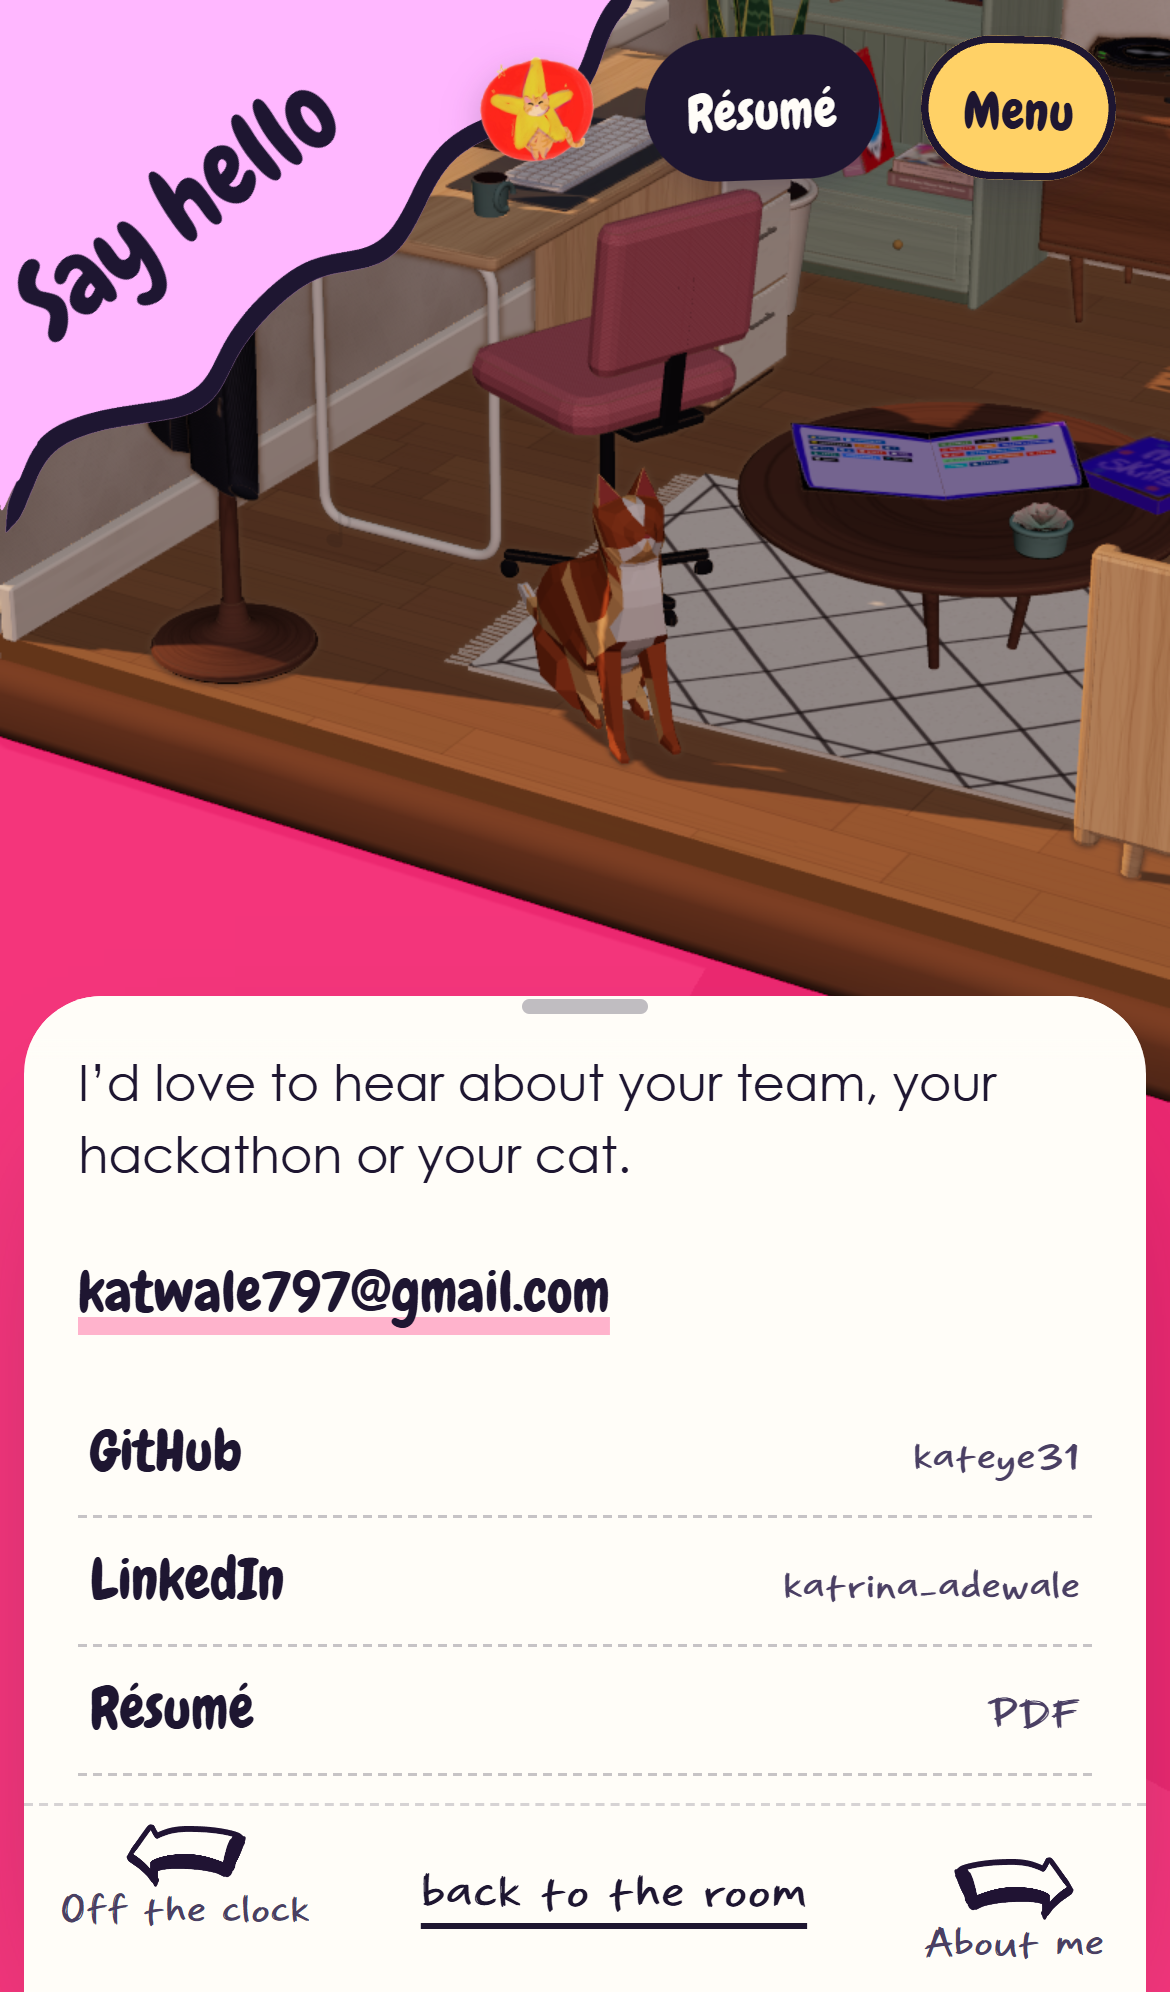 Say hello
Résumé
Menu
I’d love to hear about your team, your
hackathon or your cat.
katwale797@gmail.com
GitHub
kateye31
LinkedIn
katrina_adewale
Résumé
PDF
Off the clock
back to the room
About me